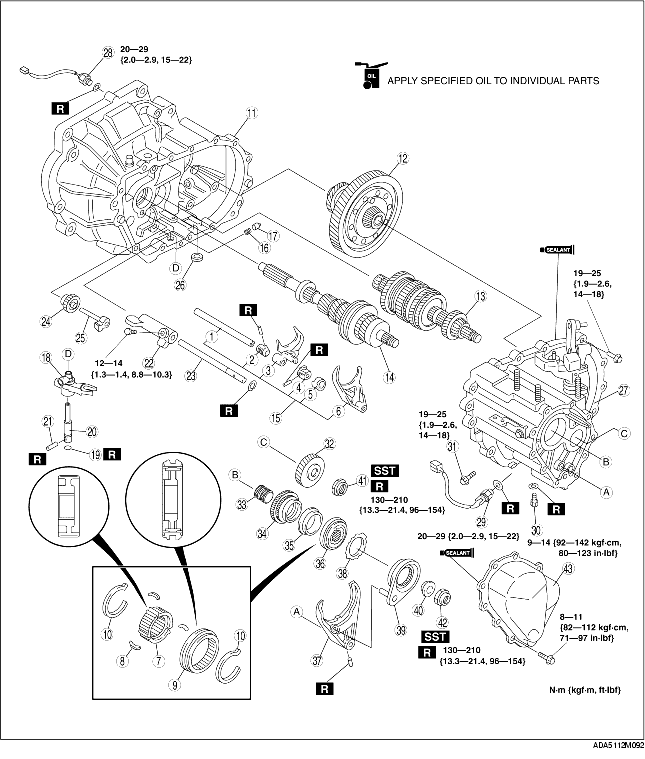 28
20—29
{2.0—2.9, 15—22}
R
OIL
APPLY SPECIFIED OIL TO INDIVIDUAL PARTS
11
12
17
16
D
26
SEALANT
19—25
{1.9—2.6,
14—18}
13
24
25
R
1
2
3
R
22
23
14
18
D
12—14
{1.3—1.4, 8.8—10.3}
4
5
6
15
R
27
21
20
R
19
R
19—25
{1.9—2.6,
14—18}
31
C
B
A
C
32
SST
R
41
130—210
{13.3—21.4, 96—154}
B
33
34
35
36
38
29
R
30
R
20—29 {2.0—2.9, 15—22}
9—14 {92—142 kgf·cm,
80—123 in·lbf}
SEALANT
43
10
8
7
9
10
A
37
R
39
40
42
SST
R
130—210
{13.3—21.4, 96—154}
8—11
{82—112 kgf·cm,
71—97 in·lbf}
N·m {kgf·m, ft·lbf}
ADA5112M092